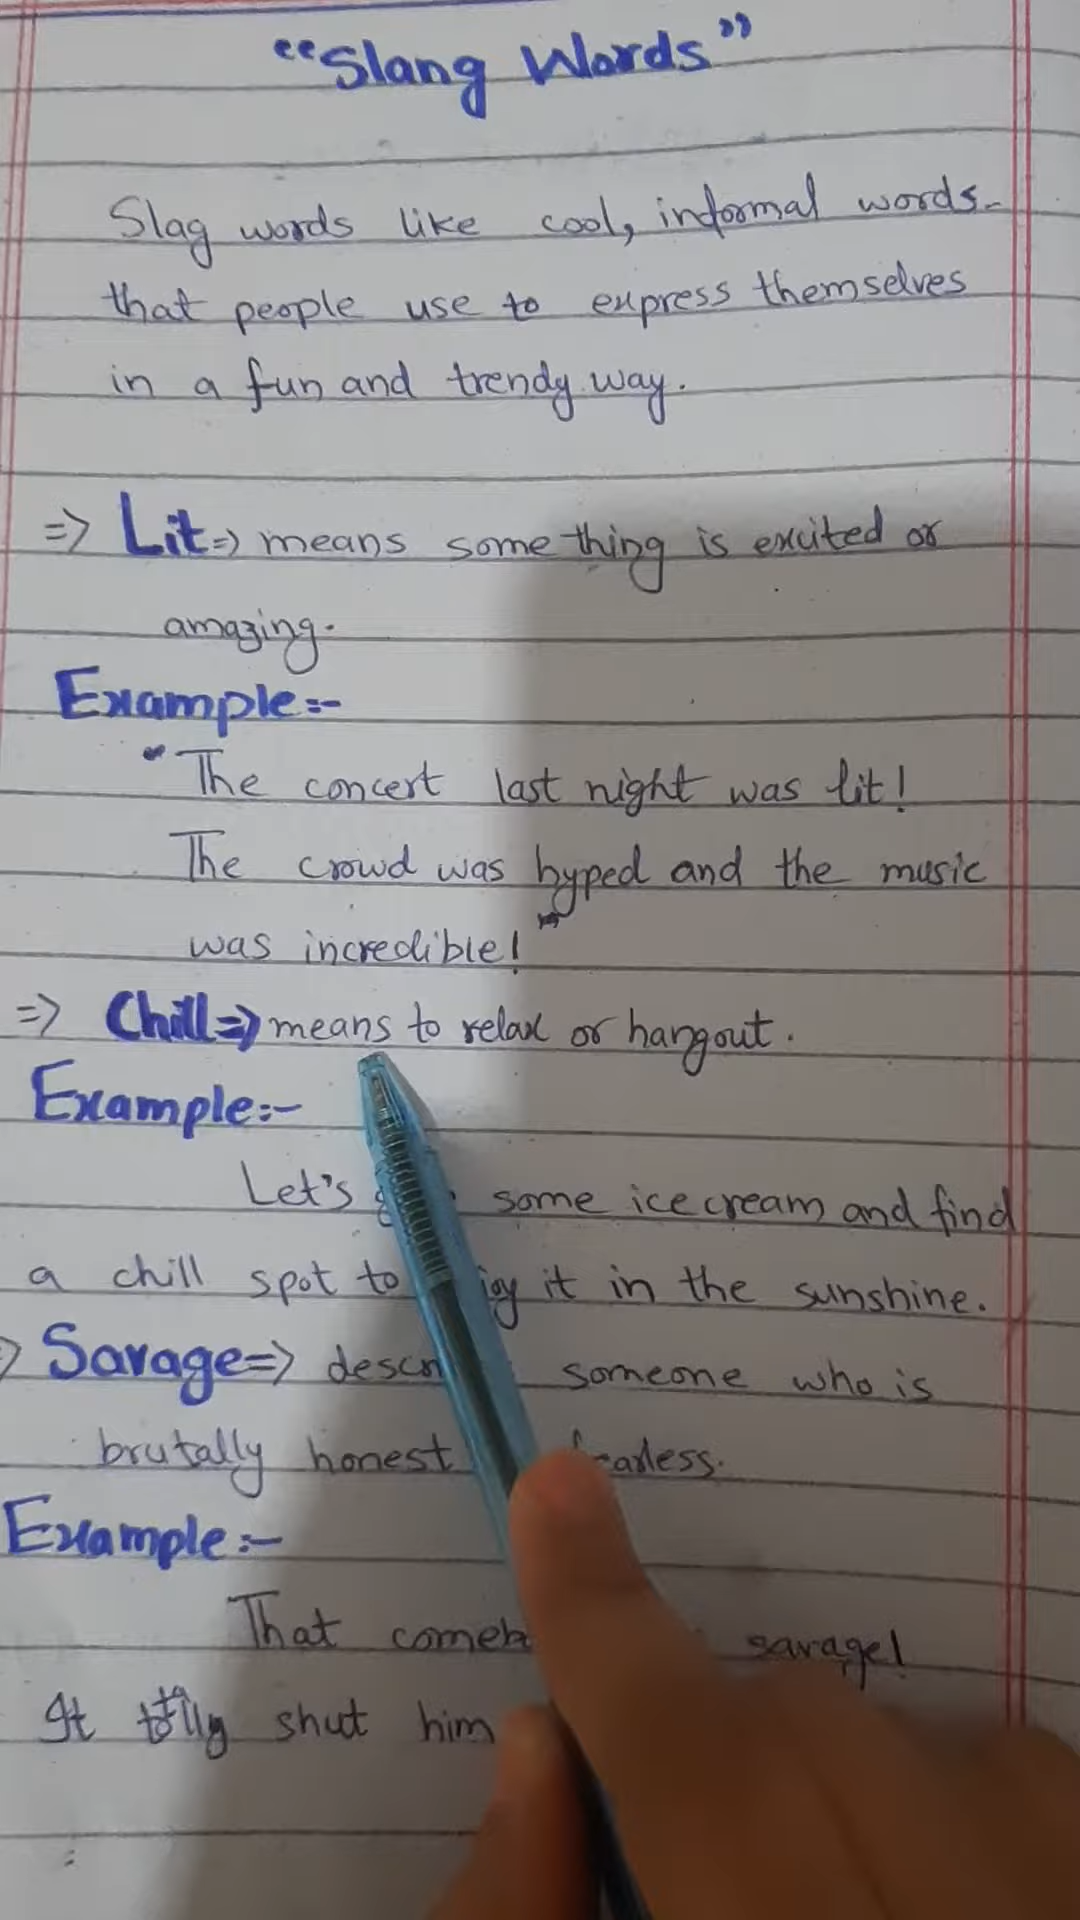 “Slang Words”
Slag words like cool, informal words
that people use to express themselves
in a fun and trendy way.
=> Lit => means something is excited or
amazing.
Example:-
"The concert last night was lit!
The crowd was hyped and the music
was incredible!"
=> Chill => means to relax or hangout.
Example:-
Let's some ice cream and find
a chill spot to it in the sunshine.
=> Savage => someone who is
brutally honest
Example:-
That savage!
It shut him